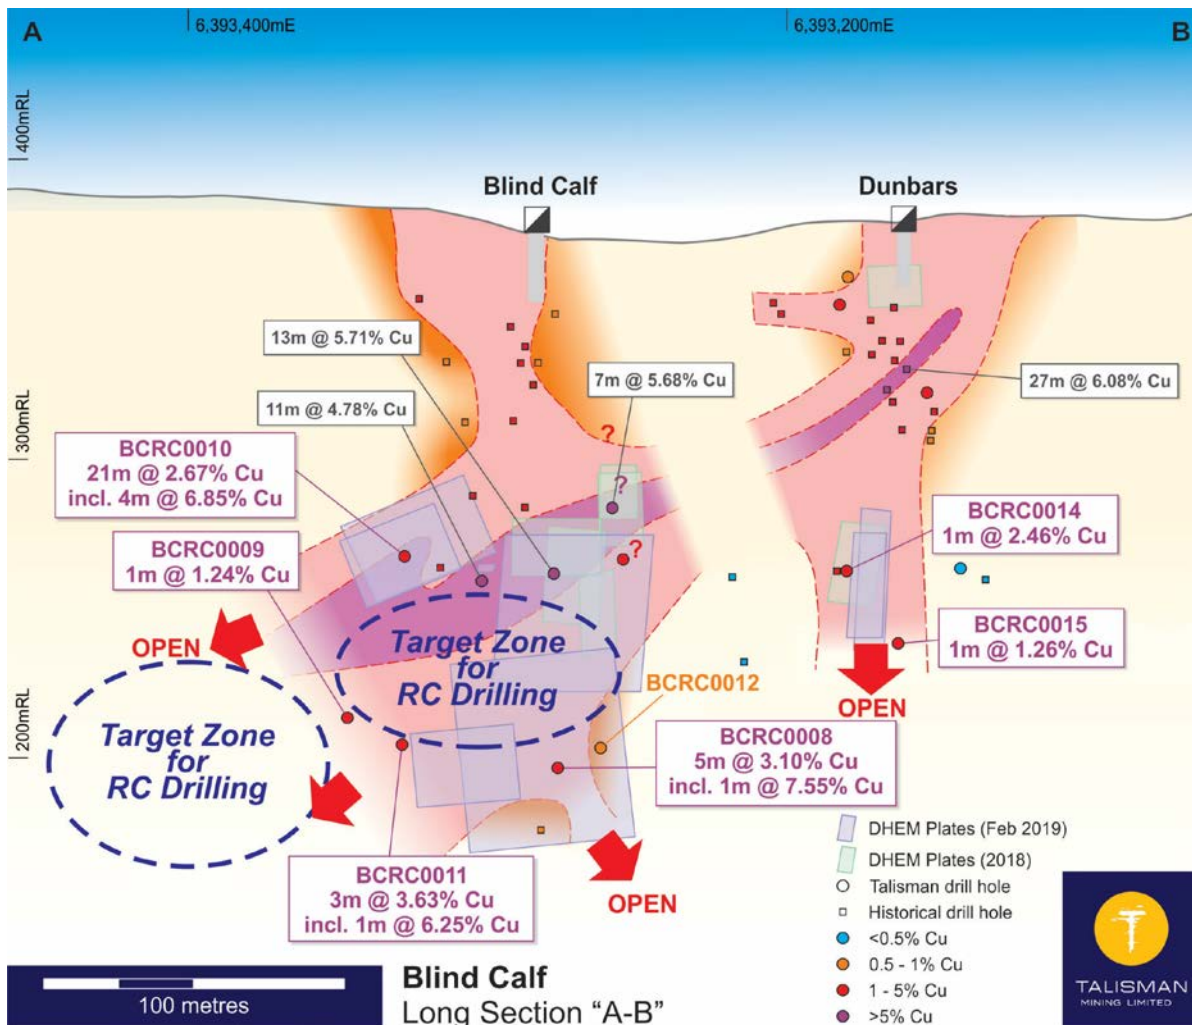 A
6,393,400mE
6,393,200mE
B
400mRL
Blind Calf
Dunbars
13m @ 5.71% Cu
7m @ 5.68% Cu
27m @ 6.08% Cu
11m @ 4.78% Cu
300mRL
?
BCRC0010
21m @ 2.67% Cu
incl. 4m @ 6.85% Cu
?
BCRC0014
1m @ 2.46% Cu
BCRC0009
1m @ 1.24% Cu
?
OPEN
Target Zone
for
RC Drilling
BCRC0015
1m @ 1.26% Cu
BCRC0012
OPEN
200mRL
Target Zone
for
RC Drilling
BCRC0008
5m @ 3.10% Cu
incl. 1m @ 7.55% Cu
BCRC0011
3m @ 3.63% Cu
incl. 1m @ 6.25% Cu
OPEN
DHEM Plates (Feb 2019)
DHEM Plates (2018)
Talisman drill hole
Historical drill hole
<0.5% Cu
0.5 - 1% Cu
1 - 5% Cu
>5% Cu
100 metres
Blind Calf
Long Section “A-B”
TALISMAN
MINING LIMITED